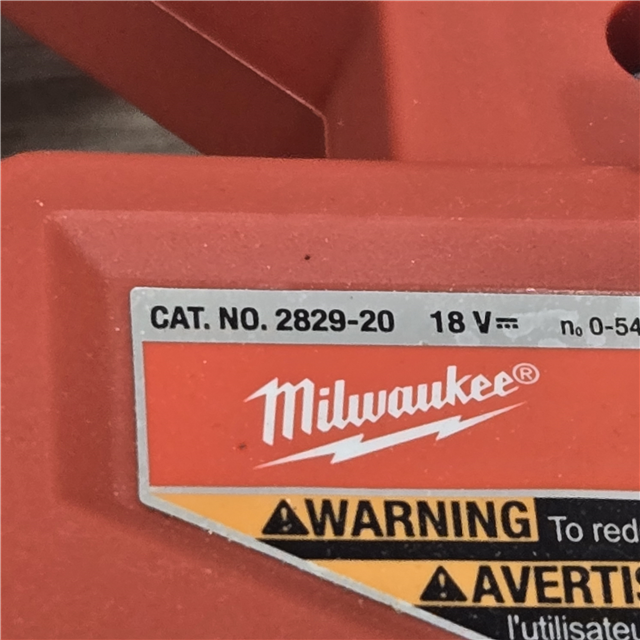 CAT. NO. 2829-20 18 V⎓ n₀ 0-54
Milwaukee®
⚠WARNING To red
⚠AVERTIS
l'utilisateu